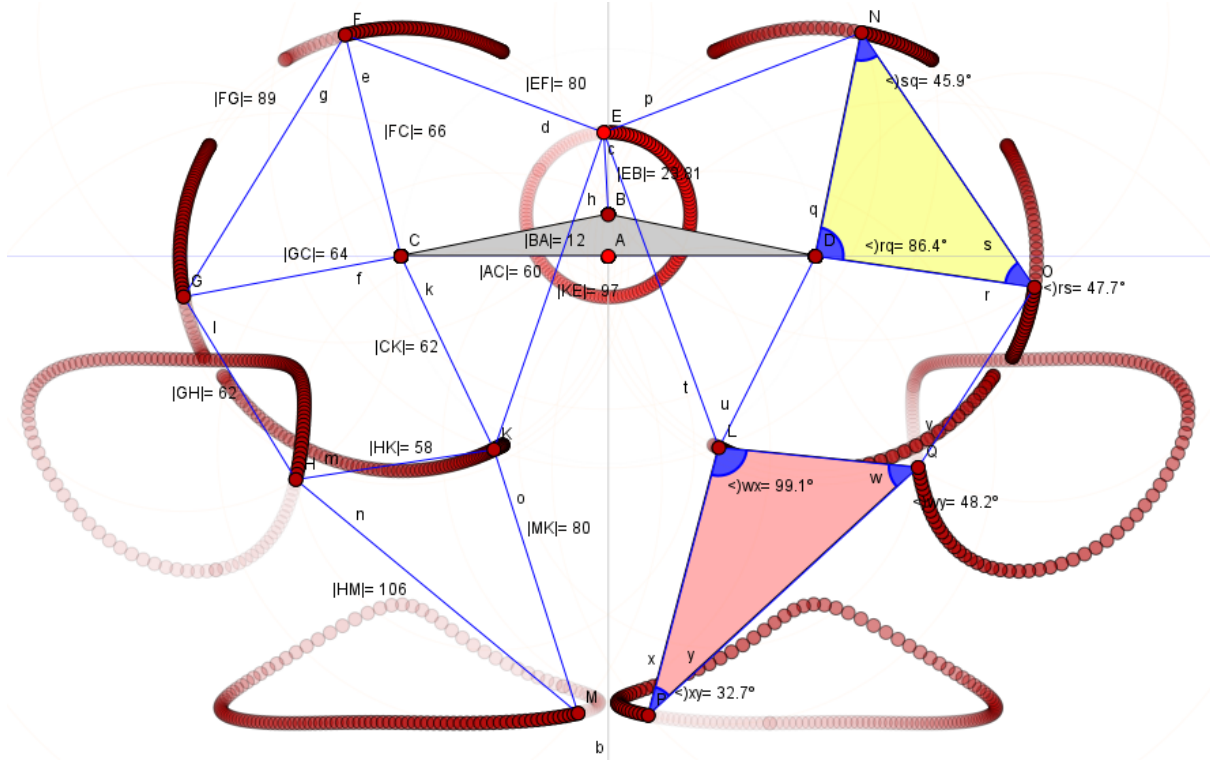 F
N
e
|EF|= 80
<)sq= 45.9°
|FG|= 89
g
p
E
d
|FC|= 66
c
|EB|= 23.81
h
B
q
C
|BA|= 12
A
D
<)rq= 86.4°
s
|GC|= 64
|AC|= 60
G
f
k
|KE|= 97
r
O
<)rs= 47.7°
l
|CK|= 62
|GH|= 62
t
u
v
K
L
|HK|= 58
m
H
Q
w
<)wx= 99.1°
o
n
|MK|= 80
48.2°
|HM|= 106
x
y
M
P
<)xy= 32.7°
b